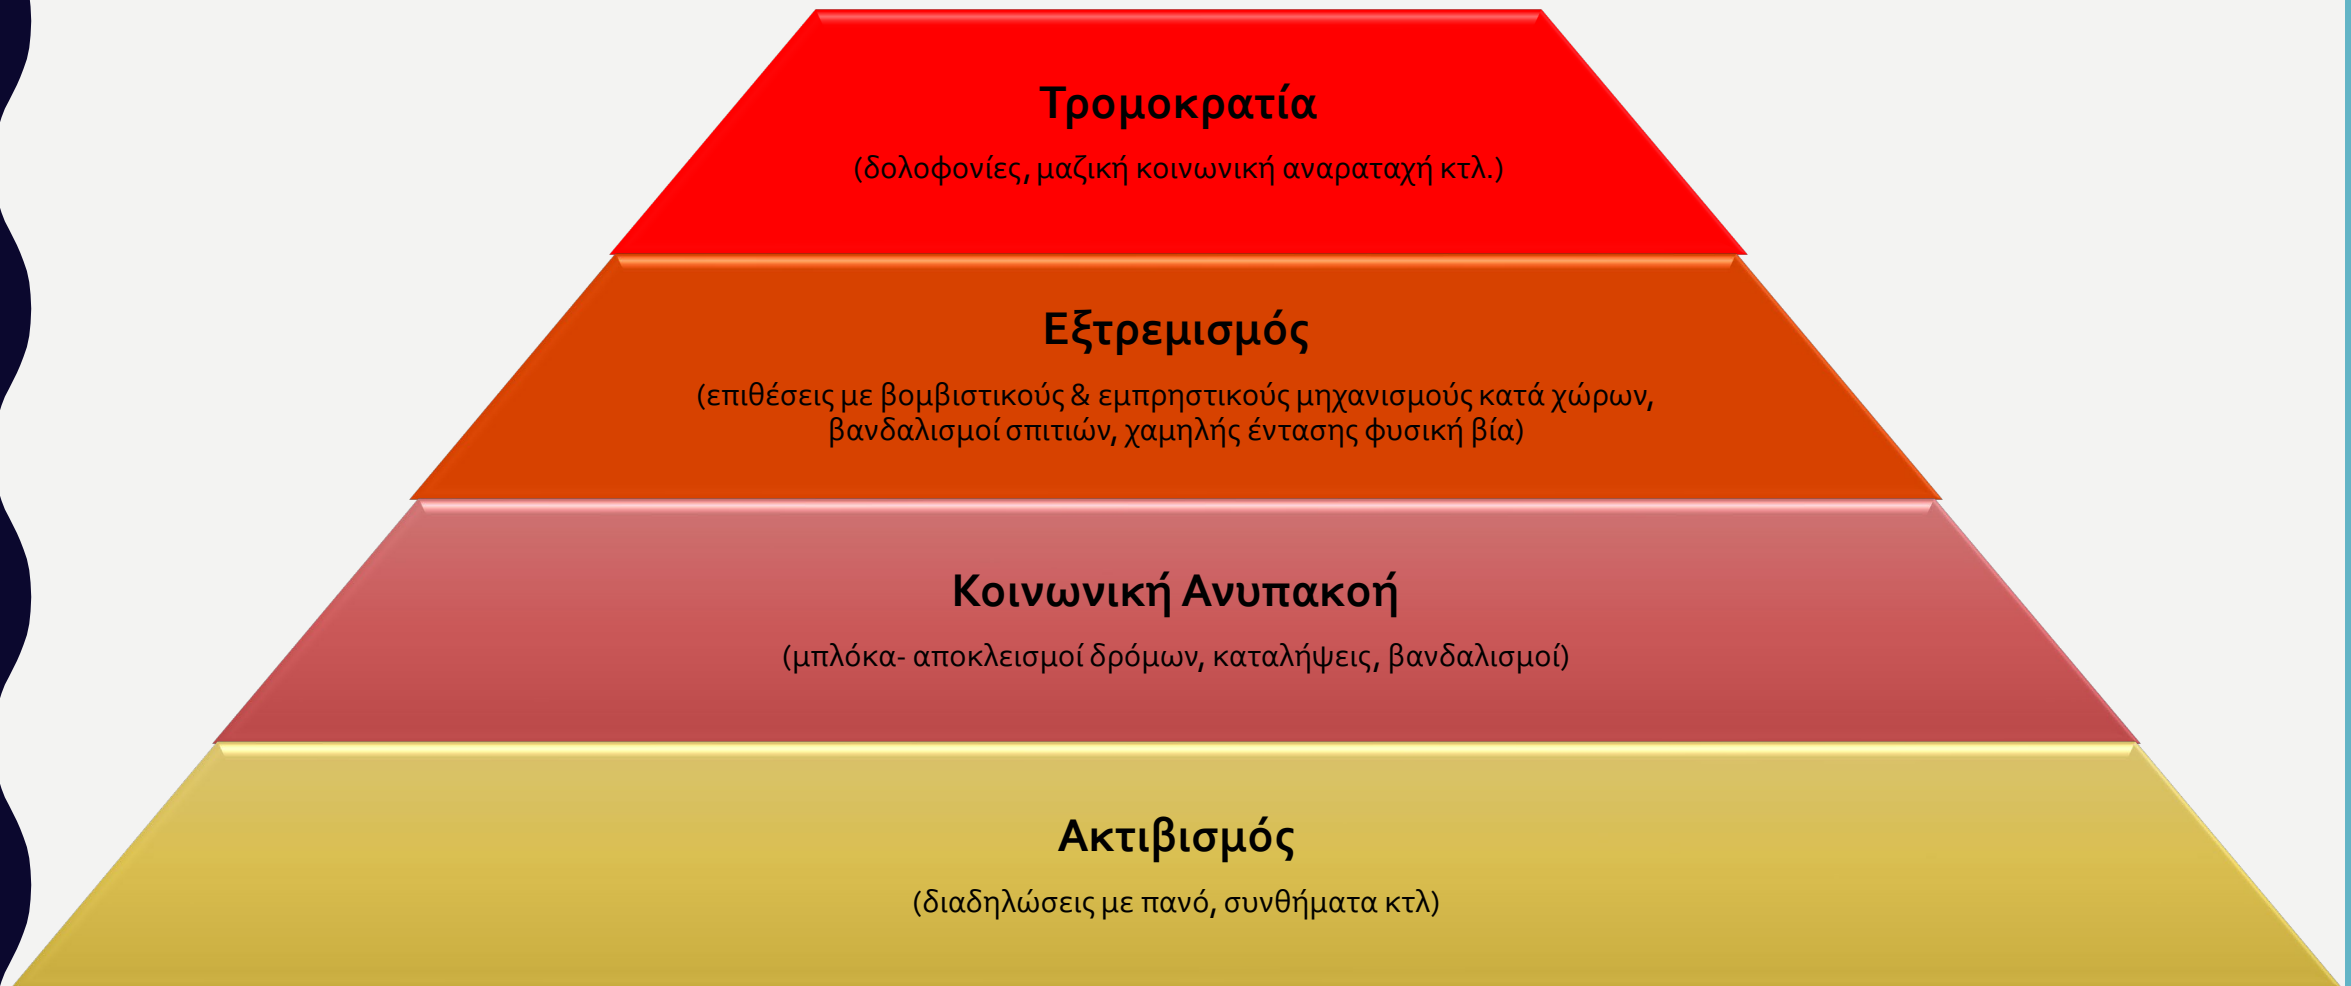 Τρομοκρατία
(δολοφονίες, μαζική κοινωνική αναραταχή κτλ.)
Εξτρεμισμός
(επιθέσεις με βομβιστικούς & εμπρηστικούς μηχανισμούς κατά χώρων,
βανδαλισμοί σπιτιών, χαμηλής έντασης φυσική βία)
Κοινωνική Ανυπακοή
(μπλόκα- αποκλεισμοί δρόμων, καταλήψεις, βανδαλισμοί)
Ακτιβισμός
(διαδηλώσεις με πανό, συνθήματα κτλ)